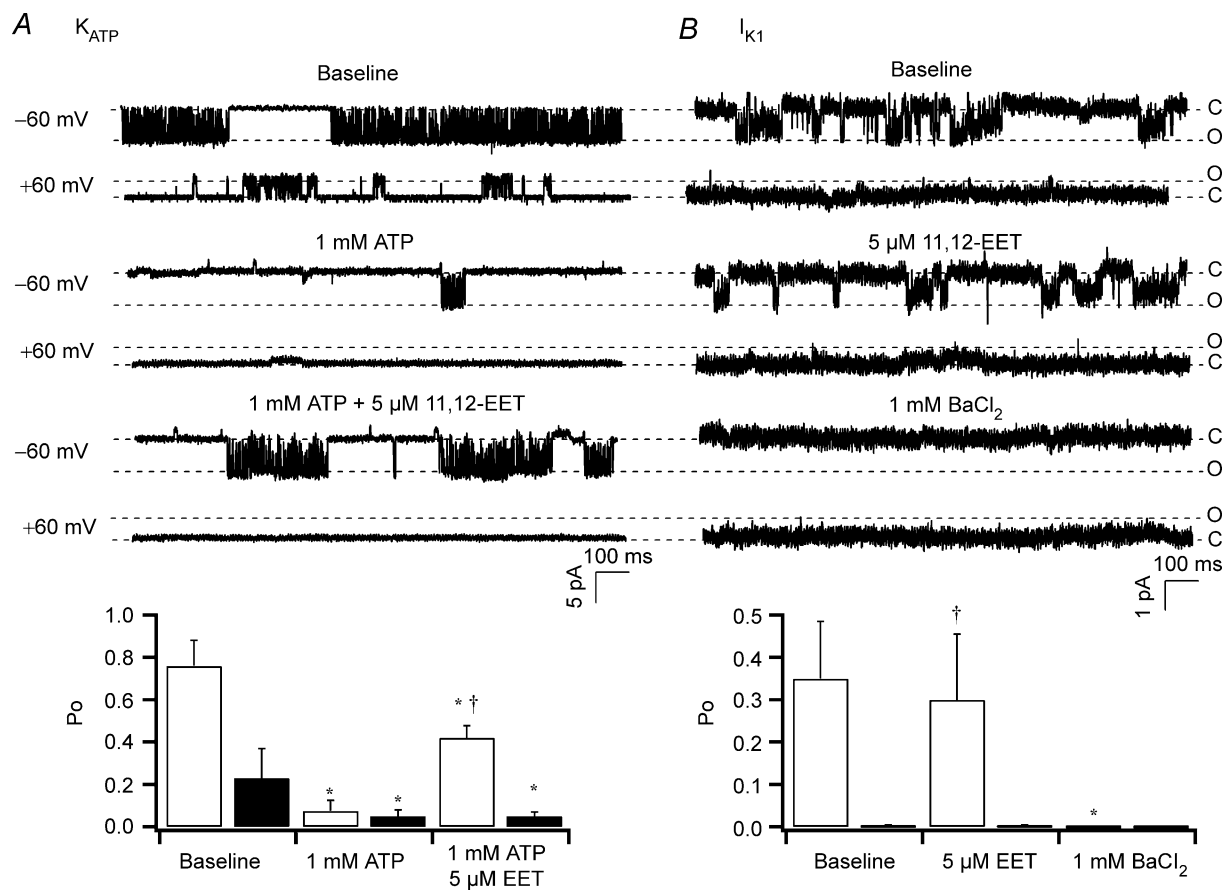 A K_ATP
Baseline
–60 mV
+60 mV
1 mM ATP
–60 mV
+60 mV
1 mM ATP + 5 µM 11,12-EET
–60 mV
+60 mV
100 ms
5 pA
1.0
0.8
0.6
0.4
0.2
0.0
Po
*
*
* †
*
Baseline
1 mM ATP
1 mM ATP
5 µM EET
B I_K1
Baseline
C
O
O
C
5 µM 11,12-EET
C
O
O
C
1 mM BaCl₂
C
O
O
C
100 ms
1 pA
0.5
0.4
0.3
0.2
0.1
0.0
Po
†
*
Baseline
5 µM EET
1 mM BaCl₂